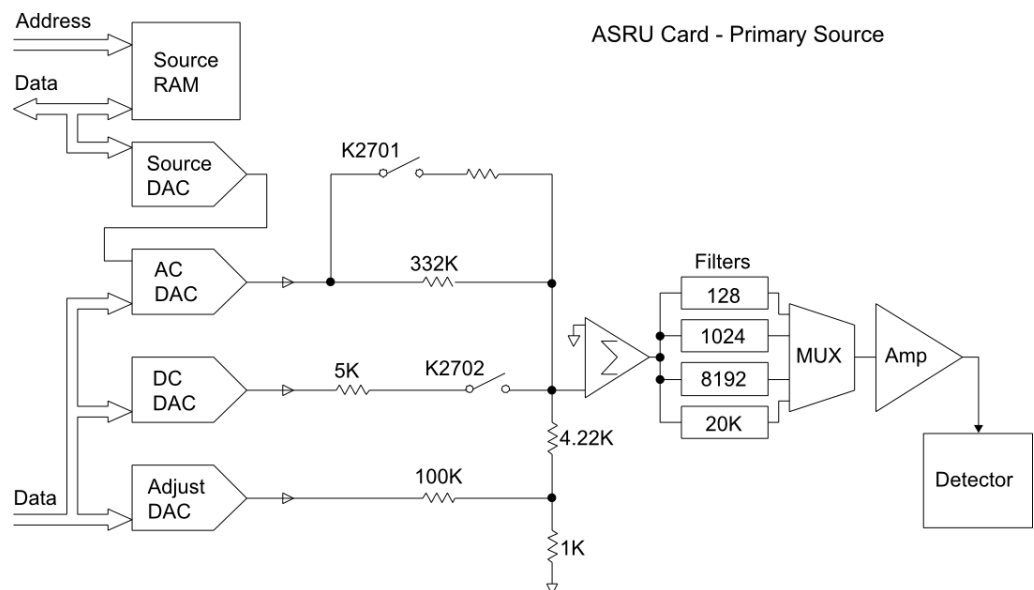 Address
ASRU Card - Primary Source
Source
RAM
Data
K2701
Source
DAC
332K
AC
DAC
Filters
128
1024
MUX
Amp
8192
20K
5K
K2702
DC
DAC
4.22K
100K
Data
Adjust
DAC
Detector
1K
Σ